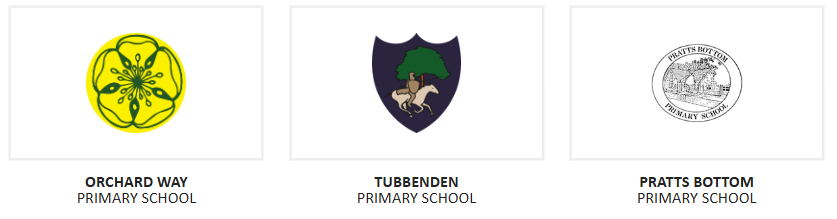 PRATTS BOTTOM
PRIMARY SCHOOL
ORCHARD WAY
PRIMARY SCHOOL
TUBBENDEN
PRIMARY SCHOOL
PRATTS BOTTOM
PRIMARY SCHOOL